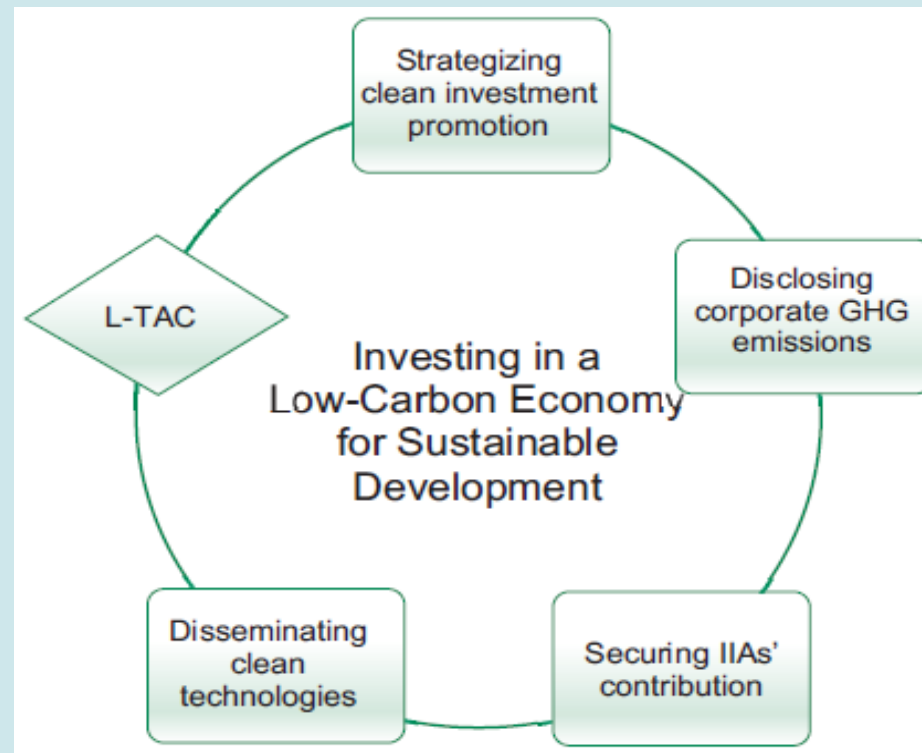 Strategizing
clean investment
promotion
Disclosing
corporate GHG
emissions
L-TAC
Investing in a
Low-Carbon Economy
for Sustainable
Development
Disseminating
clean
technologies
Securing IIAs'
contribution